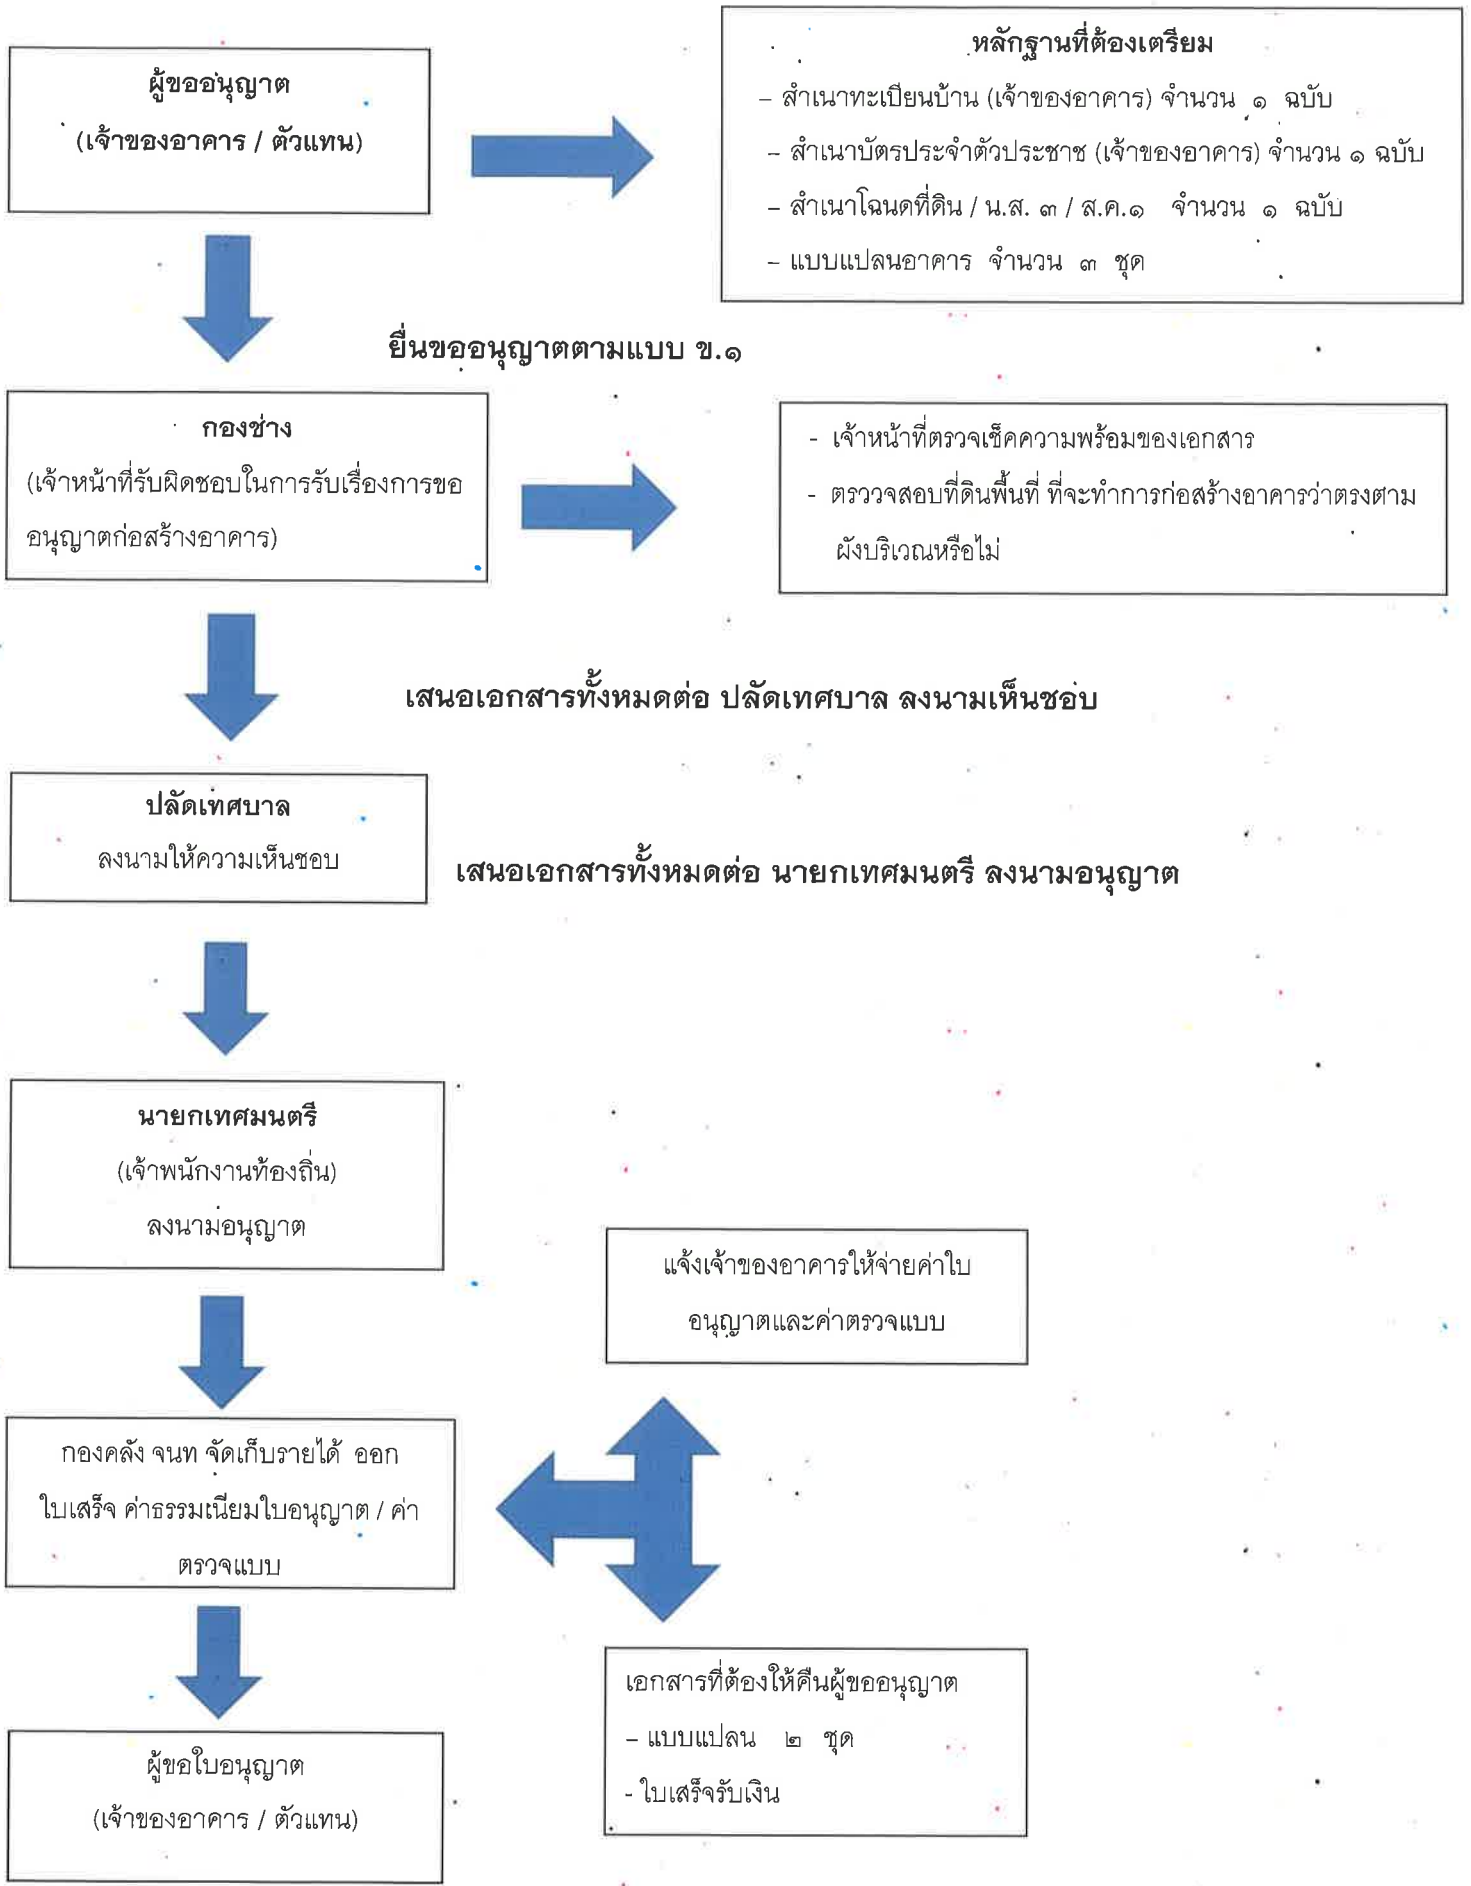 ผู้ขออนุญาต
(เจ้าของอาคาร / ตัวแทน)
หลักฐานที่ต้องเตรียม
– สำเนาทะเบียนบ้าน (เจ้าของอาคาร) จำนวน ๑ ฉบับ
– สำเนาบัตรประจำตัวประชาช (เจ้าของอาคาร) จำนวน ๑ ฉบับ
– สำเนาโฉนดที่ดิน / น.ส. ๓ / ส.ค.๑ จำนวน ๑ ฉบับ
– แบบแปลนอาคาร จำนวน ๓ ชุด
ยื่นขออนุญาตตามแบบ ข.๑
กองช่าง
(เจ้าหน้าที่รับผิดชอบในการรับเรื่องการขอ
อนุญาตก่อสร้างอาคาร)
- เจ้าหน้าที่ตรวจเช็คความพร้อมของเอกสาร
- ตรววจสอบที่ดินพื้นที่ ที่จะทำการก่อสร้างอาคารว่าตรงตาม
ผังบริเวณหรือไม่
เสนอเอกสารทั้งหมดต่อ ปลัดเทศบาล ลงนามเห็นชอบ
ปลัดเทศบาล
ลงนามให้ความเห็นชอบ
เสนอเอกสารทั้งหมดต่อ นายกเทศมนตรี ลงนามอนุญาต
นายกเทศมนตรี
(เจ้าพนักงานท้องถิ่น)
ลงนามอนุญาต
แจ้งเจ้าของอาคารให้จ่ายค่าใบ
อนุญาตและค่าตรวจแบบ
กองคลัง จนท จัดเก็บรายได้ ออก
ใบเสร็จ ค่าธรรมเนียมใบอนุญาต / ค่า
ตรวจแบบ
เอกสารที่ต้องให้คืนผู้ขออนุญาต
– แบบแปลน ๒ ชุด
- ใบเสร็จรับเงิน
ผู้ขอใบอนุญาต
(เจ้าของอาคาร / ตัวแทน)